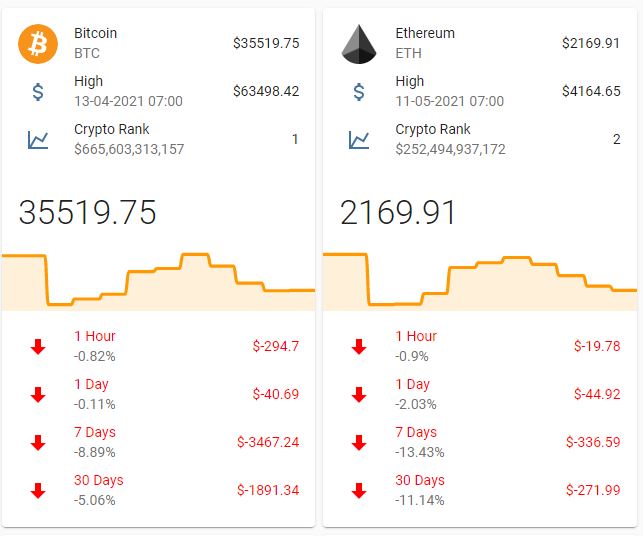 Bitcoin
BTC
$35519.75
High
13-04-2021 07:00
$63498.42
Crypto Rank
$665,603,313,157
1
35519.75
1 Hour
-0.82%
$-294.7
1 Day
-0.11%
$-40.69
7 Days
-8.89%
$-3467.24
30 Days
-5.06%
$-1891.34
Ethereum
ETH
$2169.91
High
11-05-2021 07:00
$4164.65
Crypto Rank
$252,494,937,172
2
2169.91
1 Hour
-0.9%
$-19.78
1 Day
-2.03%
$-44.92
7 Days
-13.43%
$-336.59
30 Days
-11.14%
$-271.99